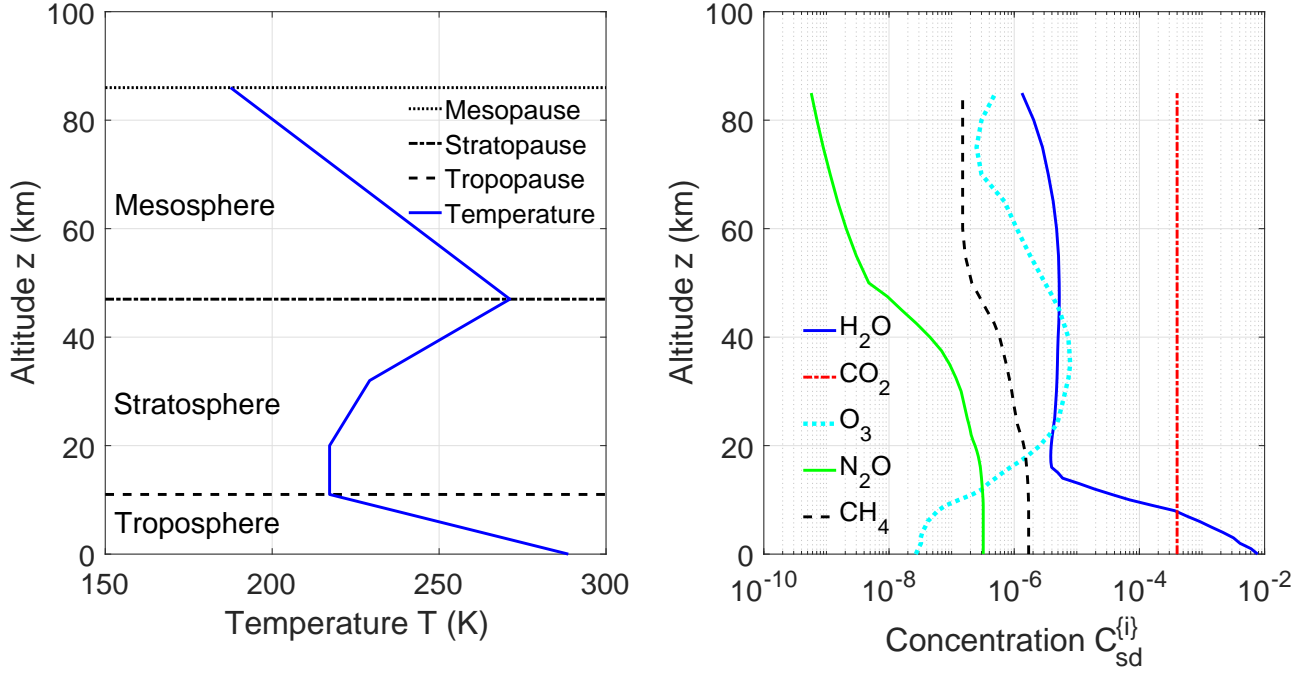 100
80
60
40
20
0
Altitude z (km)
Mesopause
Stratopause
Tropopause
Temperature
Mesosphere
Stratosphere
Troposphere
150
200
250
300
Temperature T (K)
100
80
60
40
20
0
Altitude z (km)
H₂O
CO₂
O₃
N₂O
CH₄
10⁻¹⁰
10⁻⁸
10⁻⁶
10⁻⁴
10⁻²
Concentration C_sd^{i}